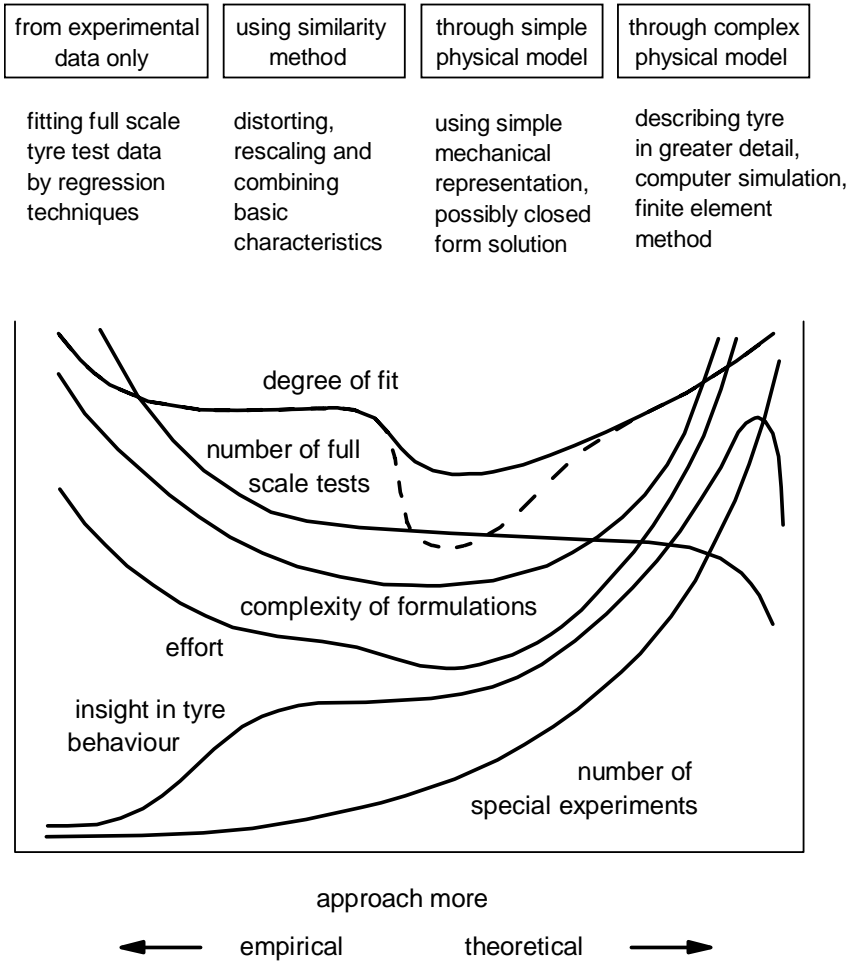 from experimental
data only
using similarity
method
through simple
physical model
through complex
physical model
fitting full scale
tyre test data
by regression
techniques
distorting,
rescaling and
combining
basic
characteristics
using simple
mechanical
representation,
possibly closed
form solution
describing tyre
in greater detail,
computer simulation,
finite element
method
degree of fit
number of full
scale tests
complexity of formulations
effort
insight in tyre
behaviour
number of
special experiments
approach more
empirical theoretical